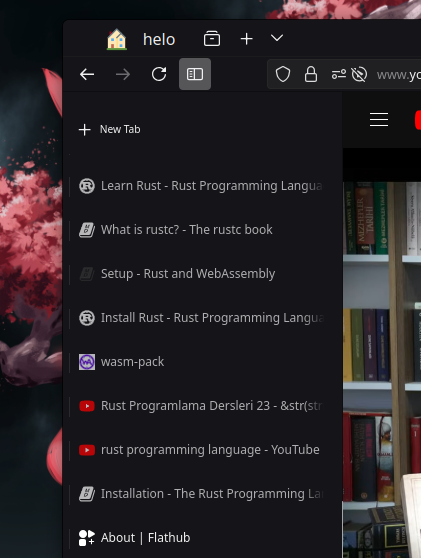 helo
www.yo
New Tab
Learn Rust - Rust Programming Langua
What is rustc? - The rustc book
Setup - Rust and WebAssembly
Install Rust - Rust Programming Langua
wasm-pack
Rust Programlama Dersleri 23 - &str(str
rust programming language - YouTube
Installation - The Rust Programming La
About | Flathub